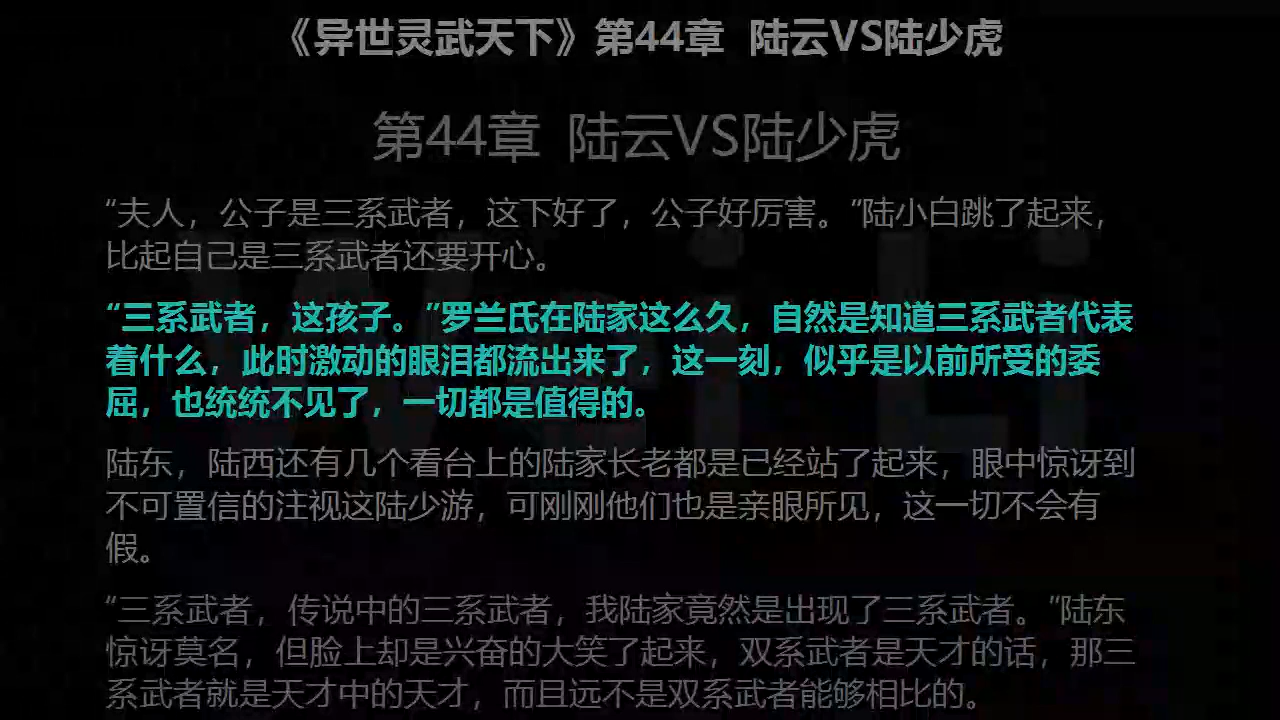 《异世灵武天下》第44章 陆云VS陆少虎
第44章 陆云VS陆少虎
“夫人，公子是三系武者，这下好了，公子好厉害。“陆小白跳了起来，
比起自己是三系武者还要开心。
“三系武者，这孩子。”罗兰氏在陆家这么久，自然是知道三系武者代表
着什么，此时激动的眼泪都流出来了，这一刻，似乎是以前所受的委
屈，也统统不见了，一切都是值得的。
陆东，陆西还有几个看台上的陆家长老都是已经站了起来，眼中惊讶到
不可置信的注视这陆少游，可刚刚他们也是亲眼所见，这一切不会有
假。
“三系武者，传说中的三系武者，我陆家竟然是出现了三系武者。”陆东
惊讶莫名，但脸上却是兴奋的大笑了起来，双系武者是天才的话，那三
系武者就是天才中的天才，而且远不是双系武者能够相比的。
Wei Li